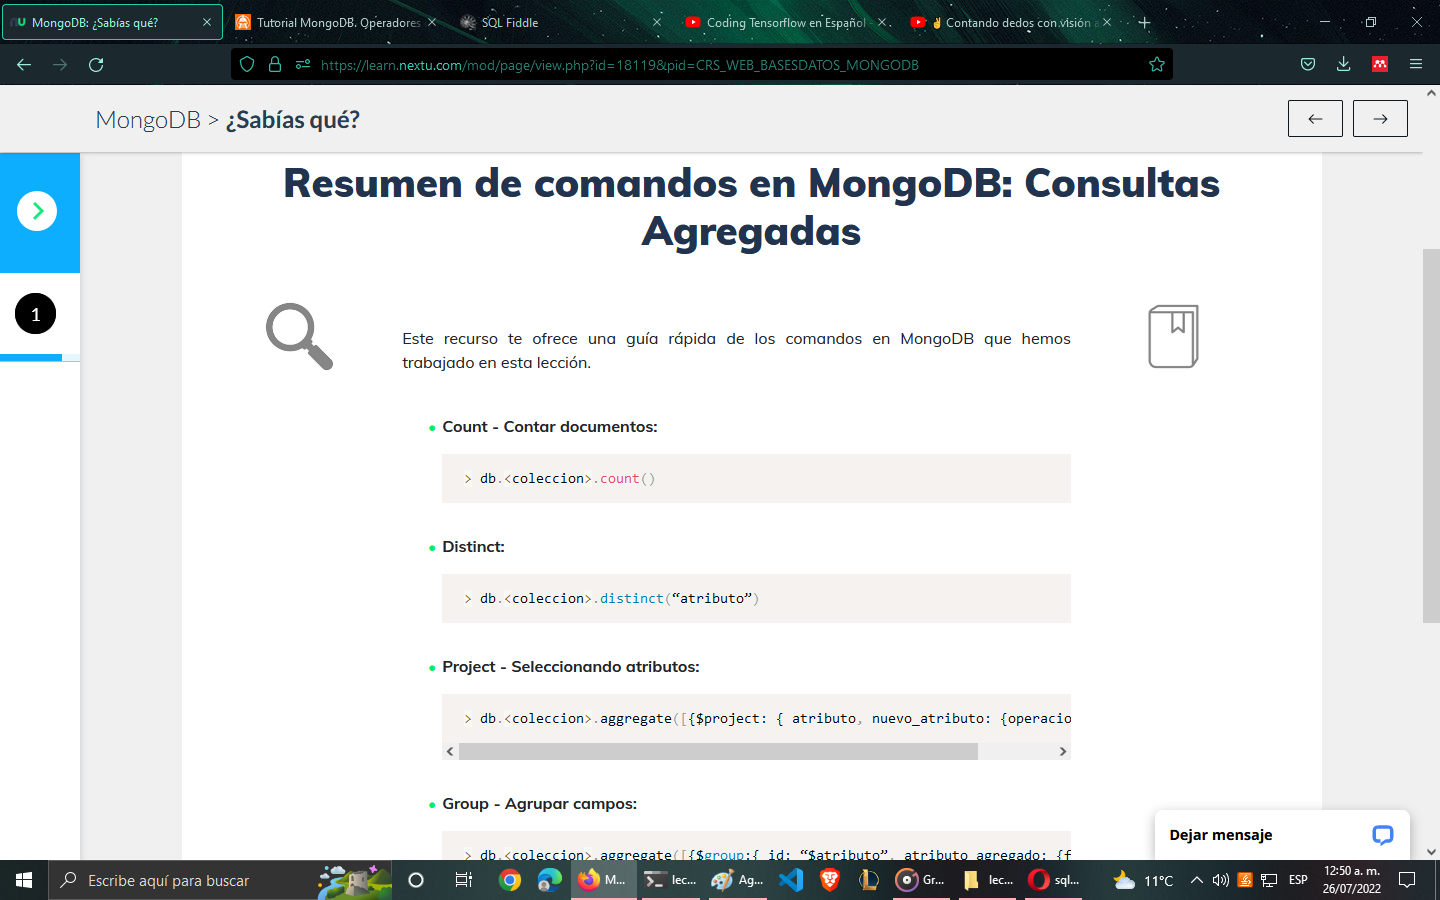 MongoDB: ¿Sabías qué?
Tutorial MongoDB. Operadores
SQL Fiddle
Coding Tensorflow en Español -
Contando dedos con visión a
https://learn.nextu.com/mod/page/view.php?id=18119&pid=CRS_WEB_BASESDATOS_MONGODB
MongoDB > ¿Sabías qué?
1
Resumen de comandos en MongoDB: Consultas
Agregadas
Este recurso te ofrece una guía rápida de los comandos en MongoDB que hemos
trabajado en esta lección.
Count - Contar documentos:
> db.<coleccion>.count()
Distinct:
> db.<coleccion>.distinct(“atributo”)
Project - Seleccionando atributos:
> db.<coleccion>.aggregate([{$project: { atributo, nuevo_atributo: {operacio
Group - Agrupar campos:
> db.<coleccion>.aggregate([{$group:{_id: “$atributo”, atributo_agregado: {f
Dejar mensaje
Escribe aquí para buscar
M...
lec...
Ag...
Gr...
lec...
sql...
11°C
ESP
12:50 a. m.
26/07/2022